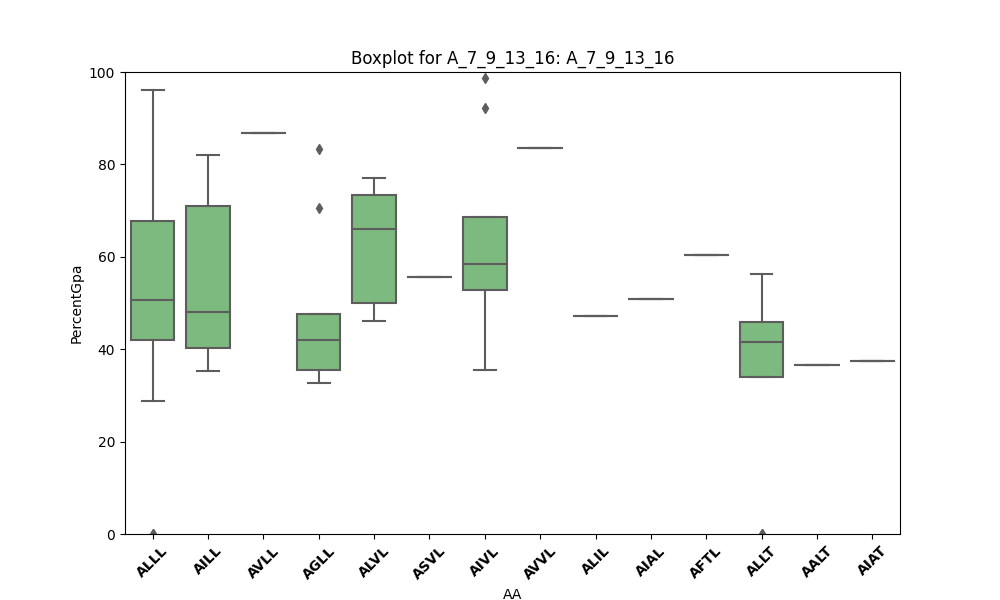 Boxplot for A_7_9_13_16: A_7_9_13_16
PercentGpa
100
80
60
40
20
0
ALLL
AILL
AVLL
AGLL
ALVL
ASVL
AIVL
AVVL
ALIL
AIAL
AFTL
ALLT
AALT
AIAT
AA